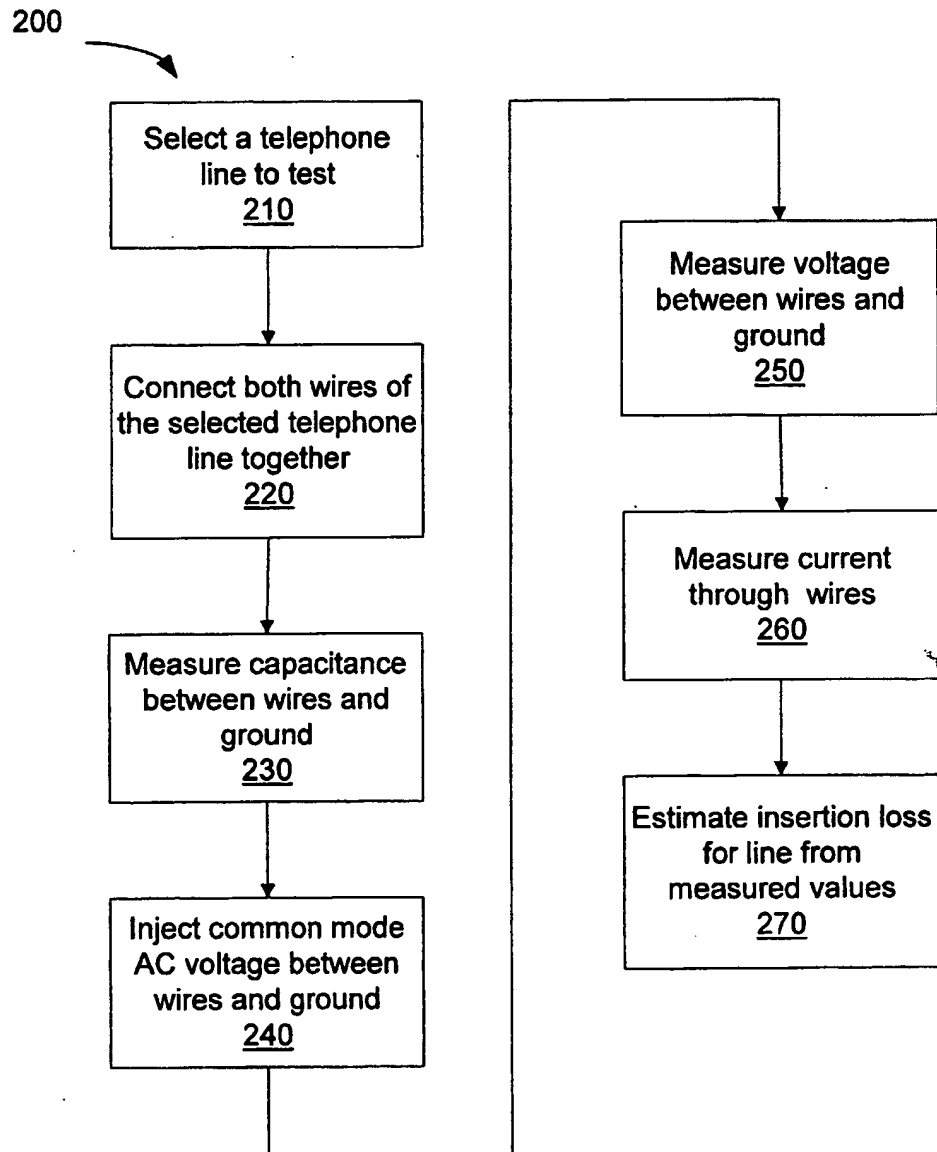 200
Select a telephone
line to test
210
Connect both wires of
the selected telephone
line together
220
Measure capacitance
between wires and
ground
230
Inject common mode
AC voltage between
wires and ground
240
Measure voltage
between wires and
ground
250
Measure current
through wires
260
Estimate insertion loss
for line from
measured values
270